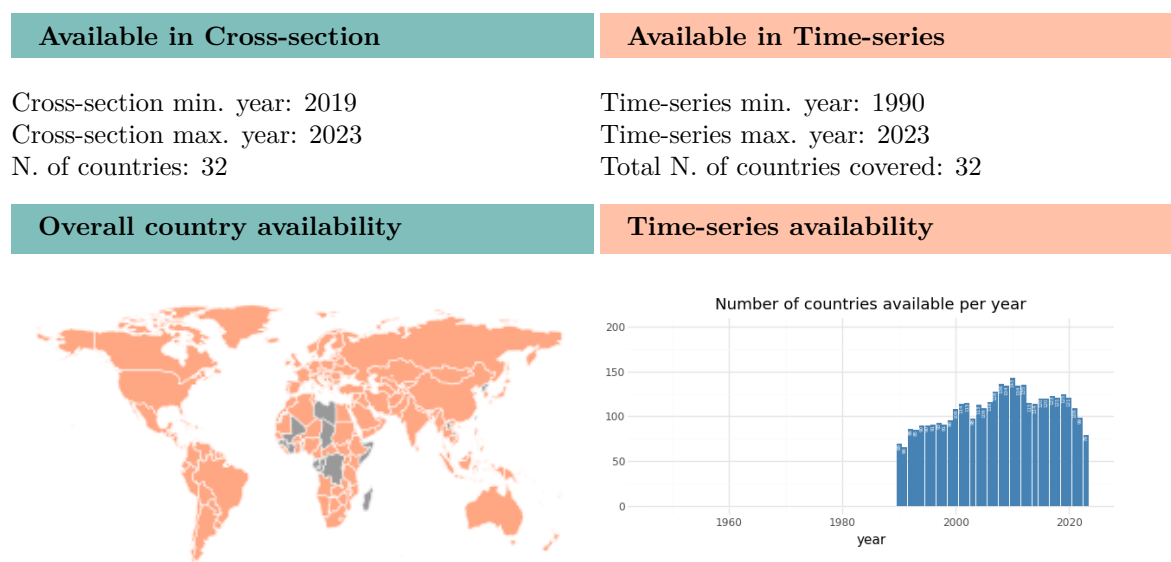 Available in Cross-section
Available in Time-series
Cross-section min. year: 2019
Cross-section max. year: 2023
N. of countries: 32
Time-series min. year: 1990
Time-series max. year: 2023
Total N. of countries covered: 32
Overall country availability
Time-series availability
Number of countries available per year
200
150
100
50
0
1960 1980 2000 2020
year